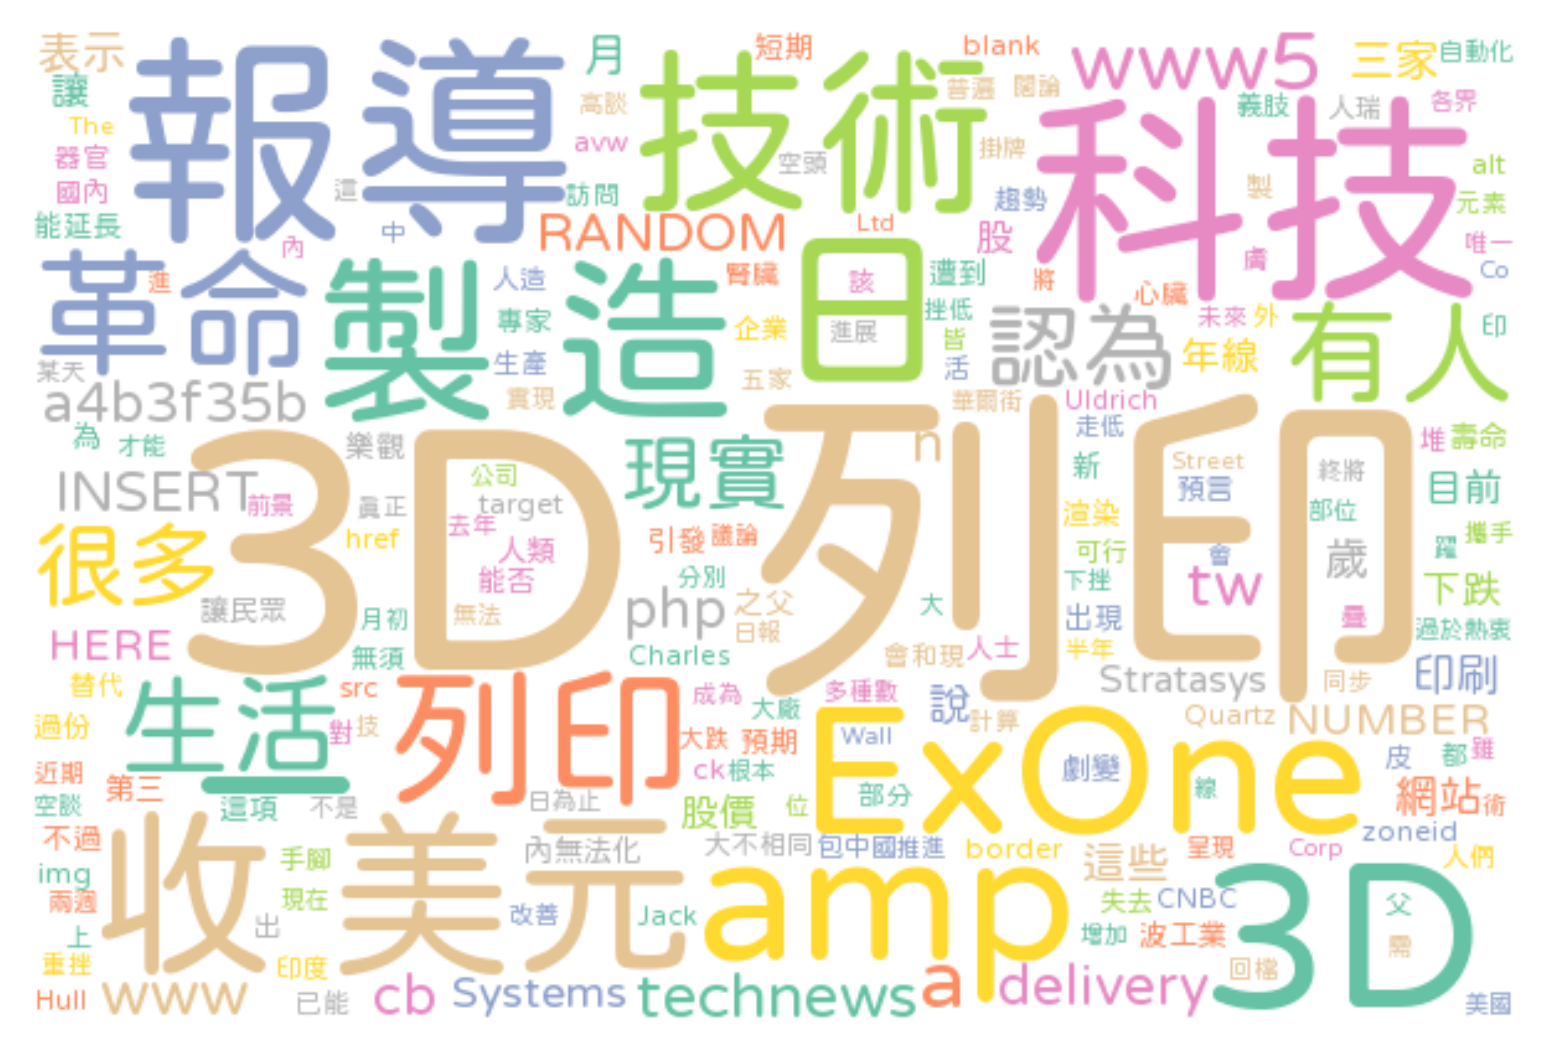 表示 報導 月 技術 短期 blank www5 三家 自動化
讓 高談 普遍 闊論 科技 義肢 人瑞 各界
The avw 空頭 掛牌 製 alt
器官
國內 這 訪問 趨勢 元素
能延長 中 RANDOM Ltd 股 唯一
內 膚
革命 進 製造 人造 腎臟 日 該 遭到 將 心臟 Co
專家 企業 進展 挫低 認為 未來 外 有人 印
某天 生產 皆 年線
a4b3f35b 實現 五家 活 華爾街 Uldrich
為 才能 3D列印 樂觀 現實 n 走低 堆 壽命
INSERT 前景 公司 新 Street 終將 目前
真正 target 預言 部位
很多 href 去年 引發 議論 渲染 歲 躍 攜手
人類 可行 會
能否 分別 下挫 tw 下跌
讓民眾 月初 無法 php 之父 大 出現 疊
HERE 無須 日報 過於熱衷
Charles 會和現 人士 半年
替代 生活 src 列印 成為 多種數 Stratasys 同步 印刷
過份 對 技 大廠 說 計算 Quartz NUMBER
大跌 預期 ExOne Wall
近期 第三 ck 根本 劇變 皮 都 雖
空談 這項 不是 日為止 股價 位 部分 線 網站 術
不過 收 美元 內無法化 大不相同 包中國推進 border 這些 呈現 Corp zoneid 人們
img 手腳 amp 3D
兩週 現在 改善 Jack 失去 CNBC 父
上 出 增加 波工業 需
重挫 印度 a 回檔
Hull www 已能 cb Systems technews delivery 美國